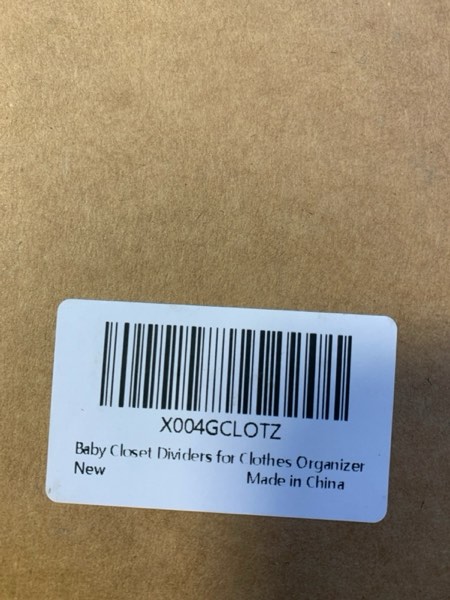 X004GCLOTZ
Baby Closet Dividers for Clothes Organizer
New
Made in China